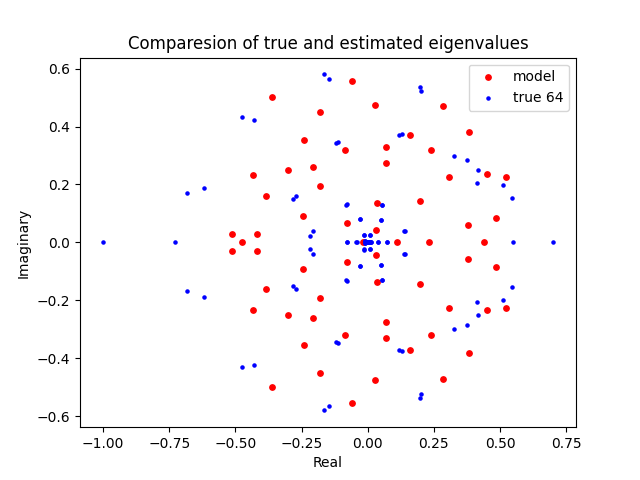 Comparesion of true and estimated eigenvalues
model
true 64
0.6
0.4
0.2
0.0
−0.2
−0.4
−0.6
Imaginary
−1.00 −0.75 −0.50 −0.25 0.00 0.25 0.50 0.75
Real